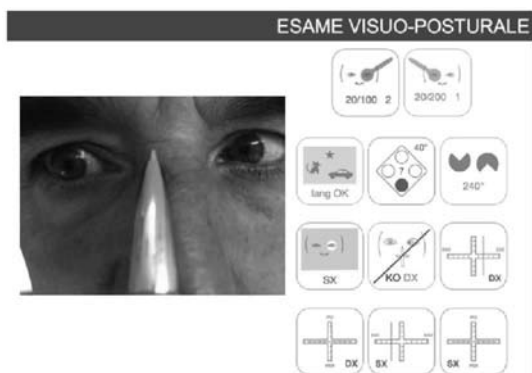 ESAME VISUO-POSTURALE
20/100 2
20/200 1
lang OK
40°
?
240°
SX
KO DX
DX
DX
SX
SX